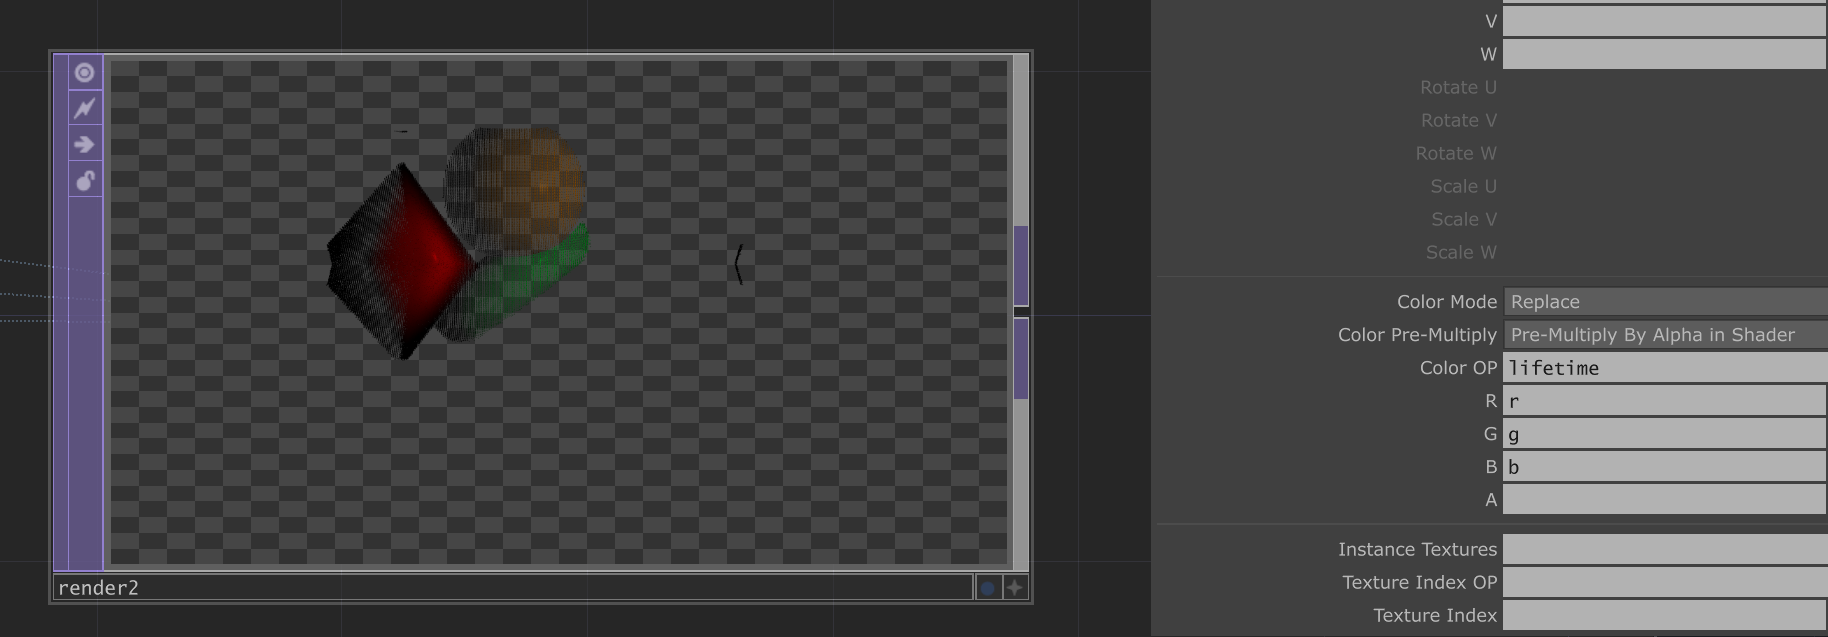 V
W
Rotate U
Rotate V
Rotate W
Scale U
Scale V
Scale W
Color Mode Replace
Color Pre-Multiply Pre-Multiply By Alpha in Shader
Color OP lifetime
R r
G g
B b
A
Instance Textures
Texture Index OP
Texture Index
render2